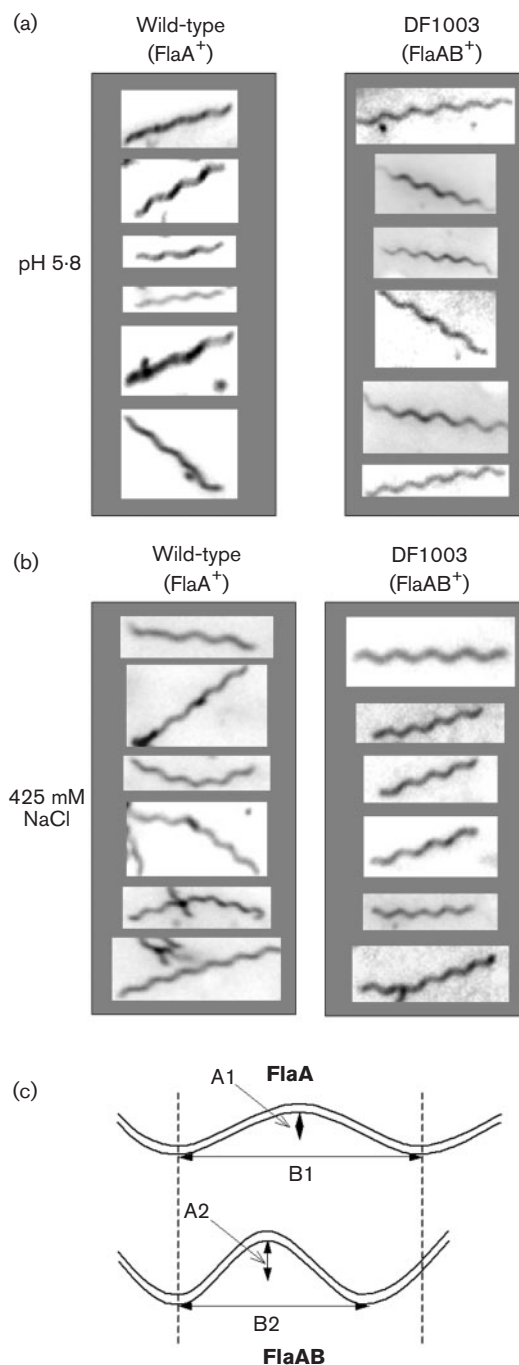 (a)
Wild-type
(FlaA+)
DF1003
(FlaAB+)
pH 5·8
(b)
Wild-type
(FlaA+)
DF1003
(FlaAB+)
425 mM
NaCl
(c)
A1
FlaA
B1
A2
B2
FlaAB